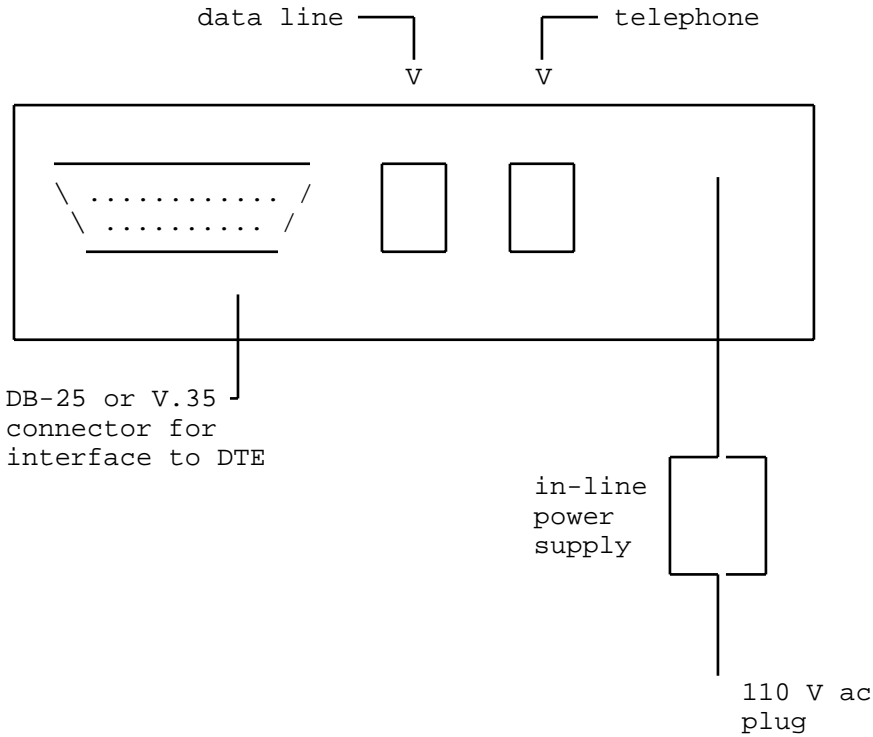 data line
telephone
V
V
DB-25 or V.35
connector for
interface to DTE
in-line
power
supply
110 V ac
plug